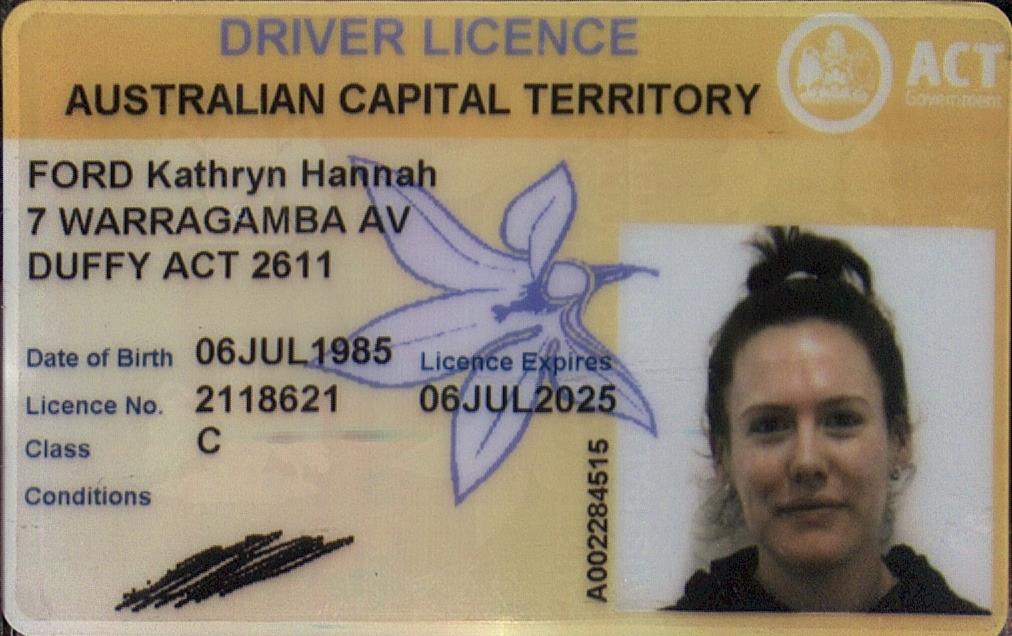 DRIVER LICENCE
ACT
Government
AUSTRALIAN CAPITAL TERRITORY
FORD Kathryn Hannah
7 WARRAGAMBA AV
DUFFY ACT 2611
Date of Birth 06JUL1985
Licence Expires
Licence No. 2118621
06JUL2025
Class C
Conditions
A002284515